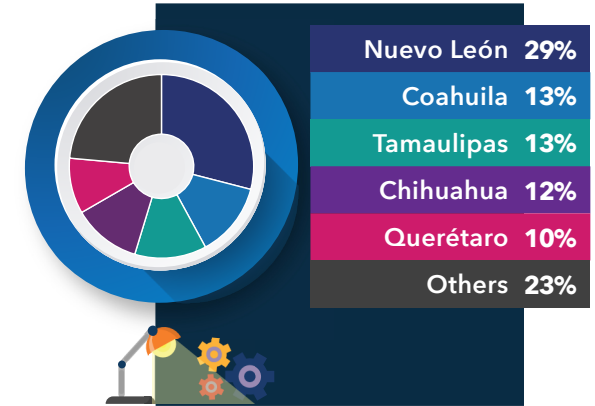 Nuevo León 29%
Coahuila 13%
Tamaulipas 13%
Chihuahua 12%
Querétaro 10%
Others 23%